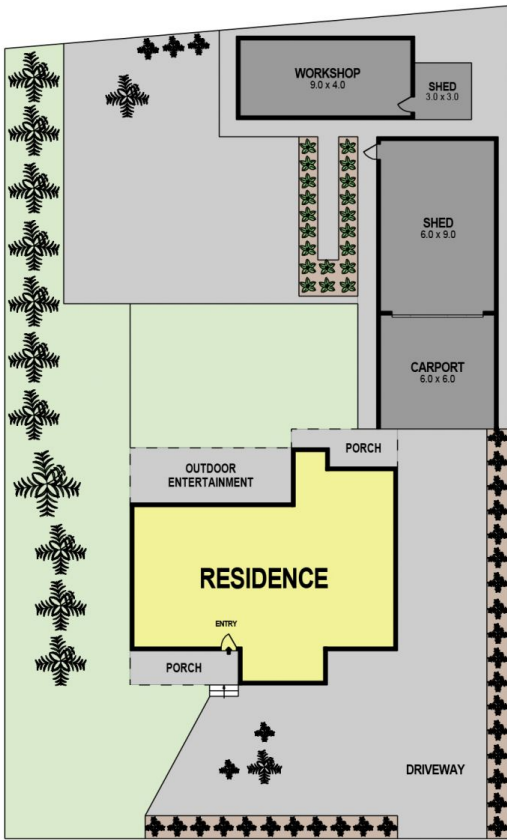 WORKSHOP
9.0 x 4.0
SHED
3.0 x 3.0
SHED
6.0 x 9.0
CARPORT
6.0 x 6.0
PORCH
OUTDOOR
ENTERTAINMENT
RESIDENCE
ENTRY
PORCH
DRIVEWAY